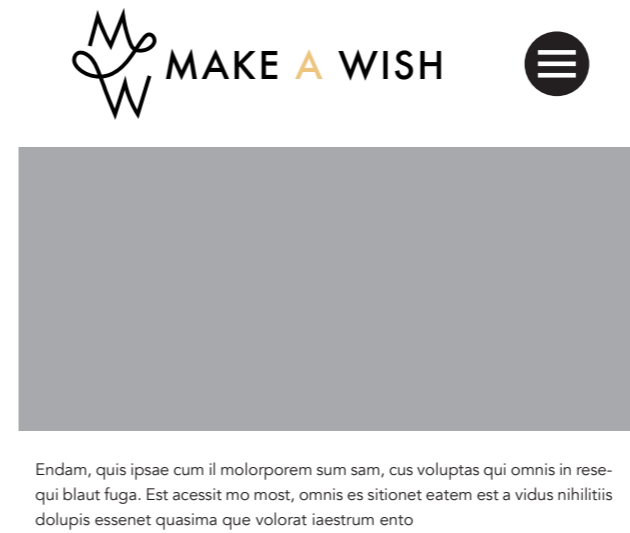 MW
MAKE A WISH
Endam, quis ipsae cum il molorporem sum sam, cus voluptas qui omnis in rese-
qui blaut fuga. Est acessit mo most, omnis es sitionet eatem est a vidus nihilitiis
dolupis essenet quasima que volorat iaestrum ento